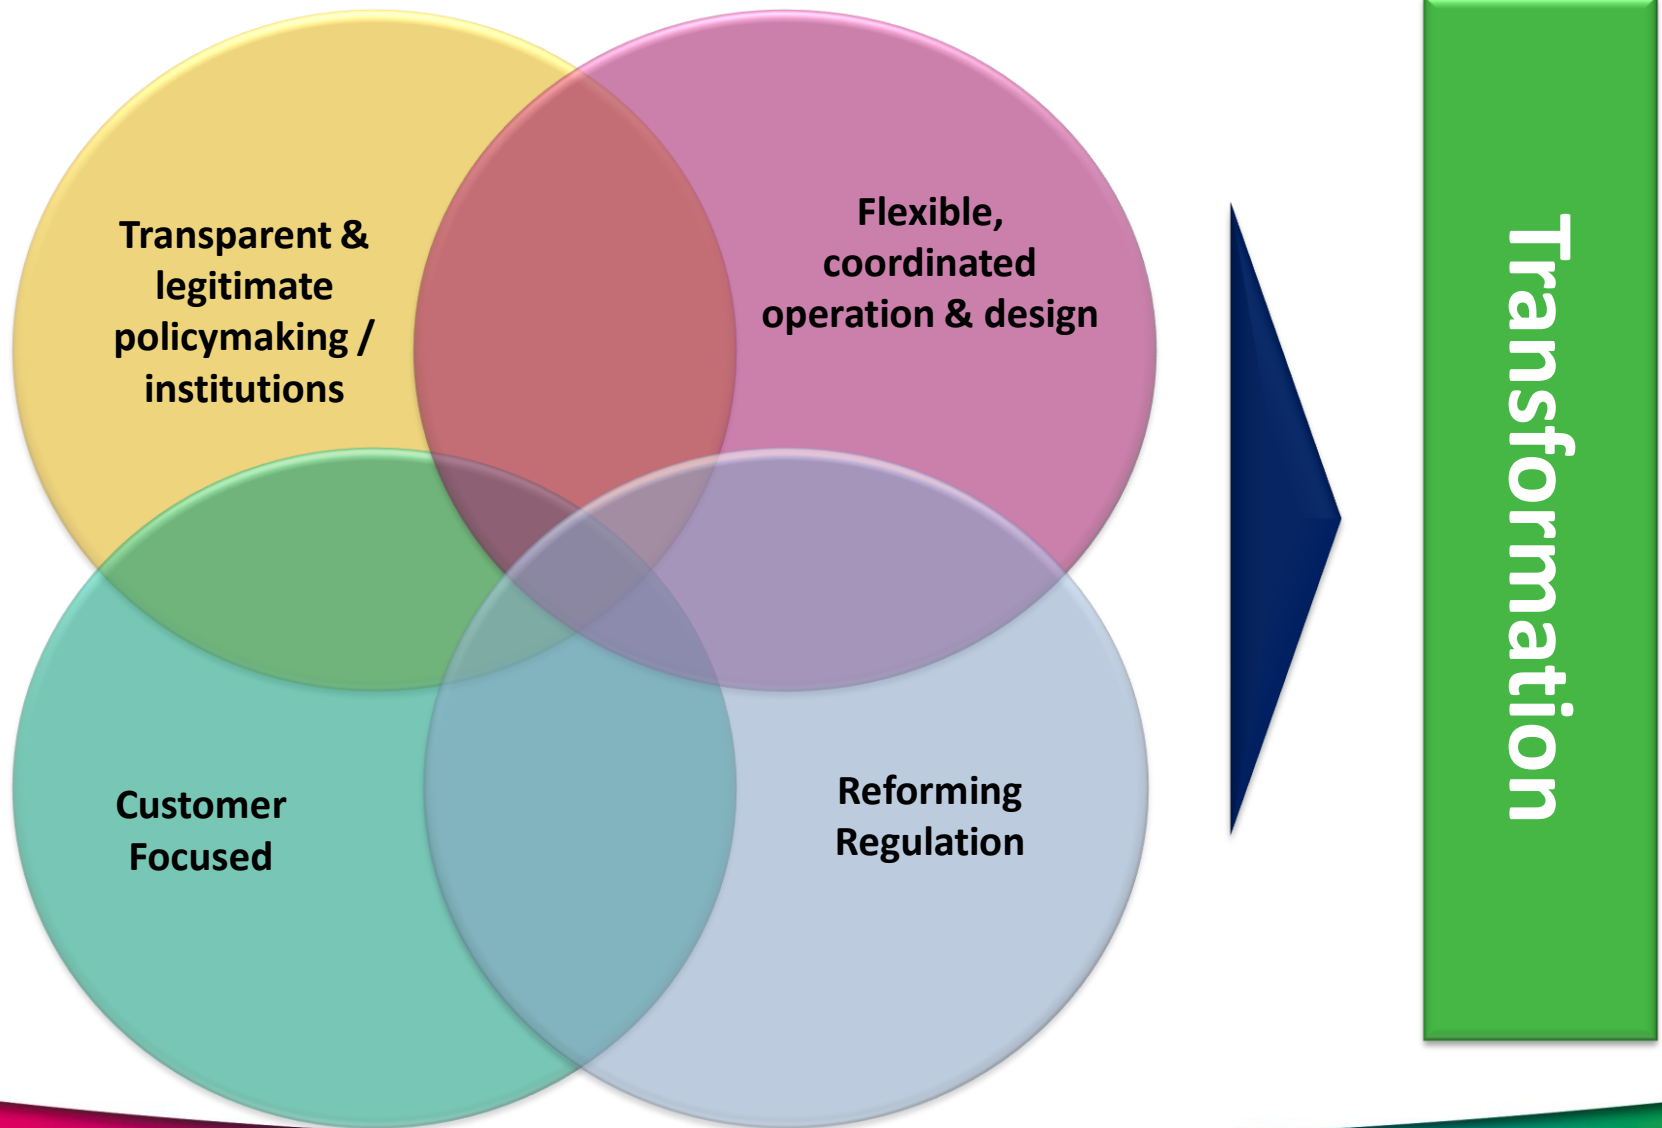 Transparent &
legitimate
policymaking /
institutions
Flexible,
coordinated
operation & design
Customer
Focused
Reforming
Regulation
Transformation